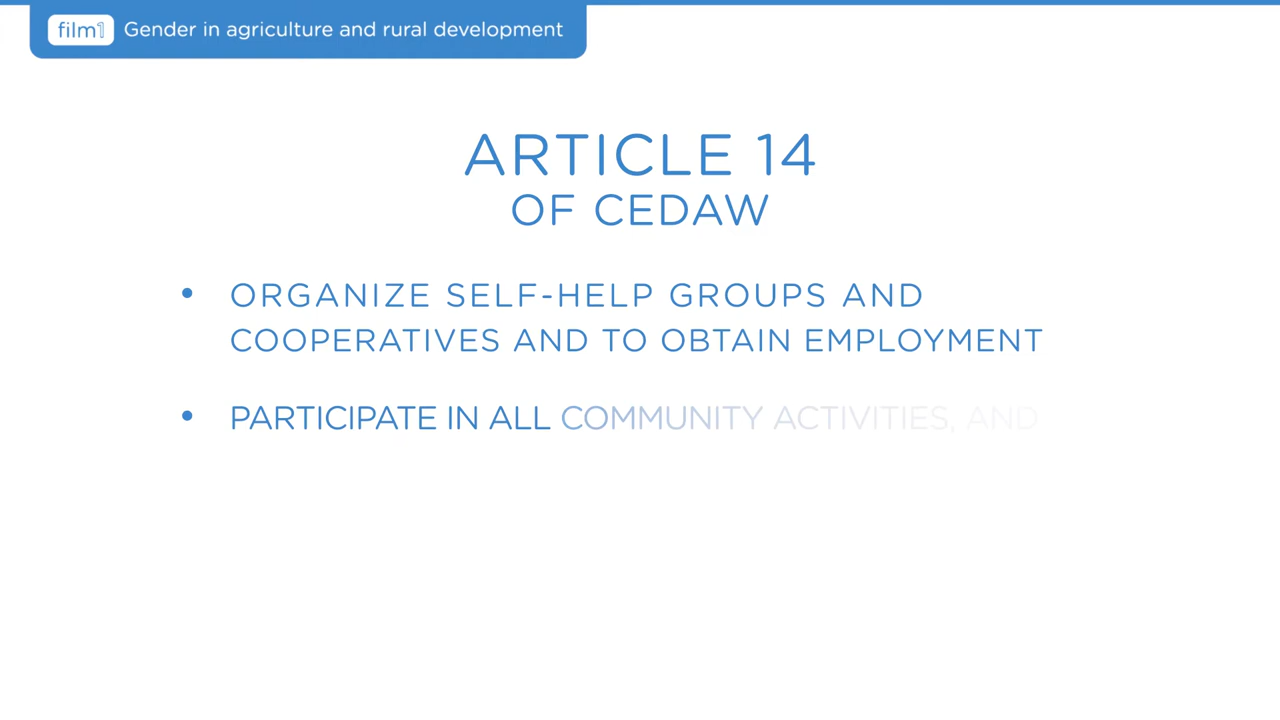 film1 Gender in agriculture and rural development
ARTICLE 14
OF CEDAW
• ORGANIZE SELF-HELP GROUPS AND
COOPERATIVES AND TO OBTAIN EMPLOYMENT
• PARTICIPATE IN ALL COMMUNITY ACTIVITIES, AND